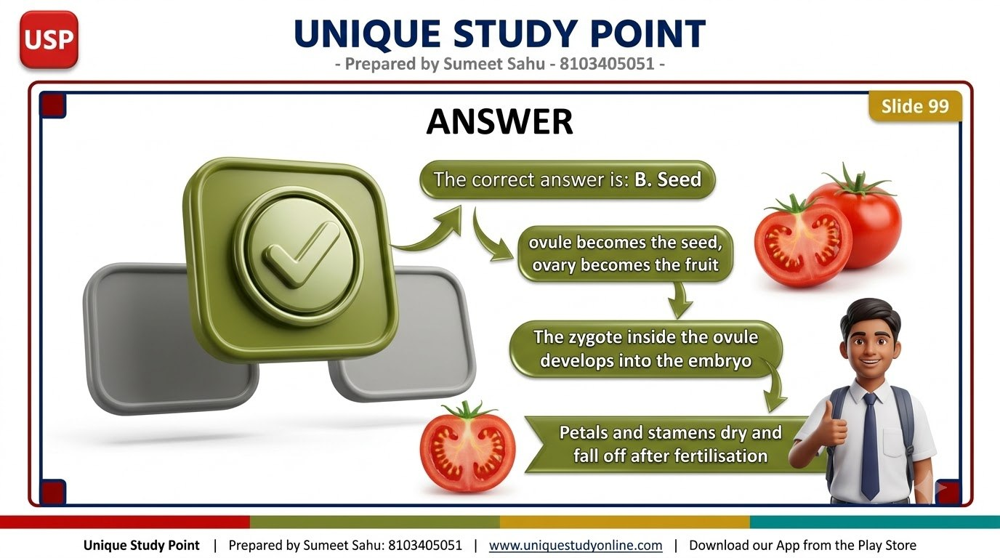 USP
UNIQUE STUDY POINT
- Prepared by Sumeet Sahu - 8103405051 -
Slide 99
ANSWER
The correct answer is: B. Seed
ovule becomes the seed,
ovary becomes the fruit
The zygote inside the ovule
develops into the embryo
Petals and stamens dry and
fall off after fertilisation
Unique Study Point | Prepared by Sumeet Sahu: 8103405051 | www.uniquestudyonline.com | Download our App from the Play Store